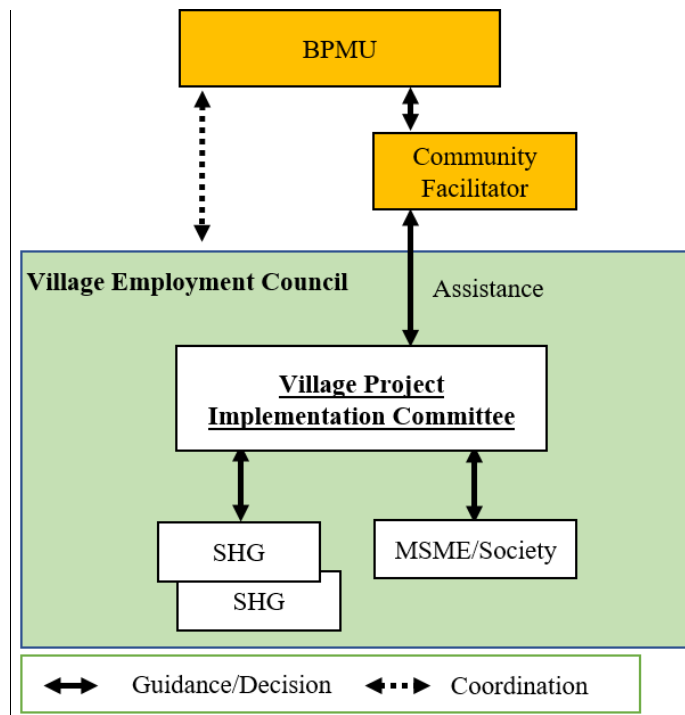 BPMU
Community
Facilitator
Village Employment Council
Assistance
Village Project
Implementation Committee
SHG
MSME/Society
SHG
Guidance/Decision
Coordination